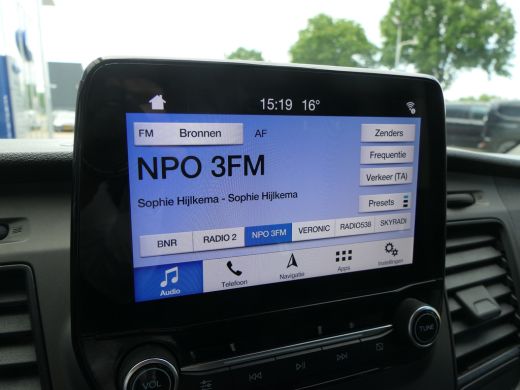 15:19 16°
FM Bronnen AF Zenders
NPO 3FM
Frequentie
Verkeer (TA)
Sophie Hijlkema - Sophie Hijlkema
Presets
BNR RADIO 2 NPO 3FM VERONIC RADIO538 SKYRADI
Audio Telefoon Navigatie Apps Instellingen
VOL TUNE